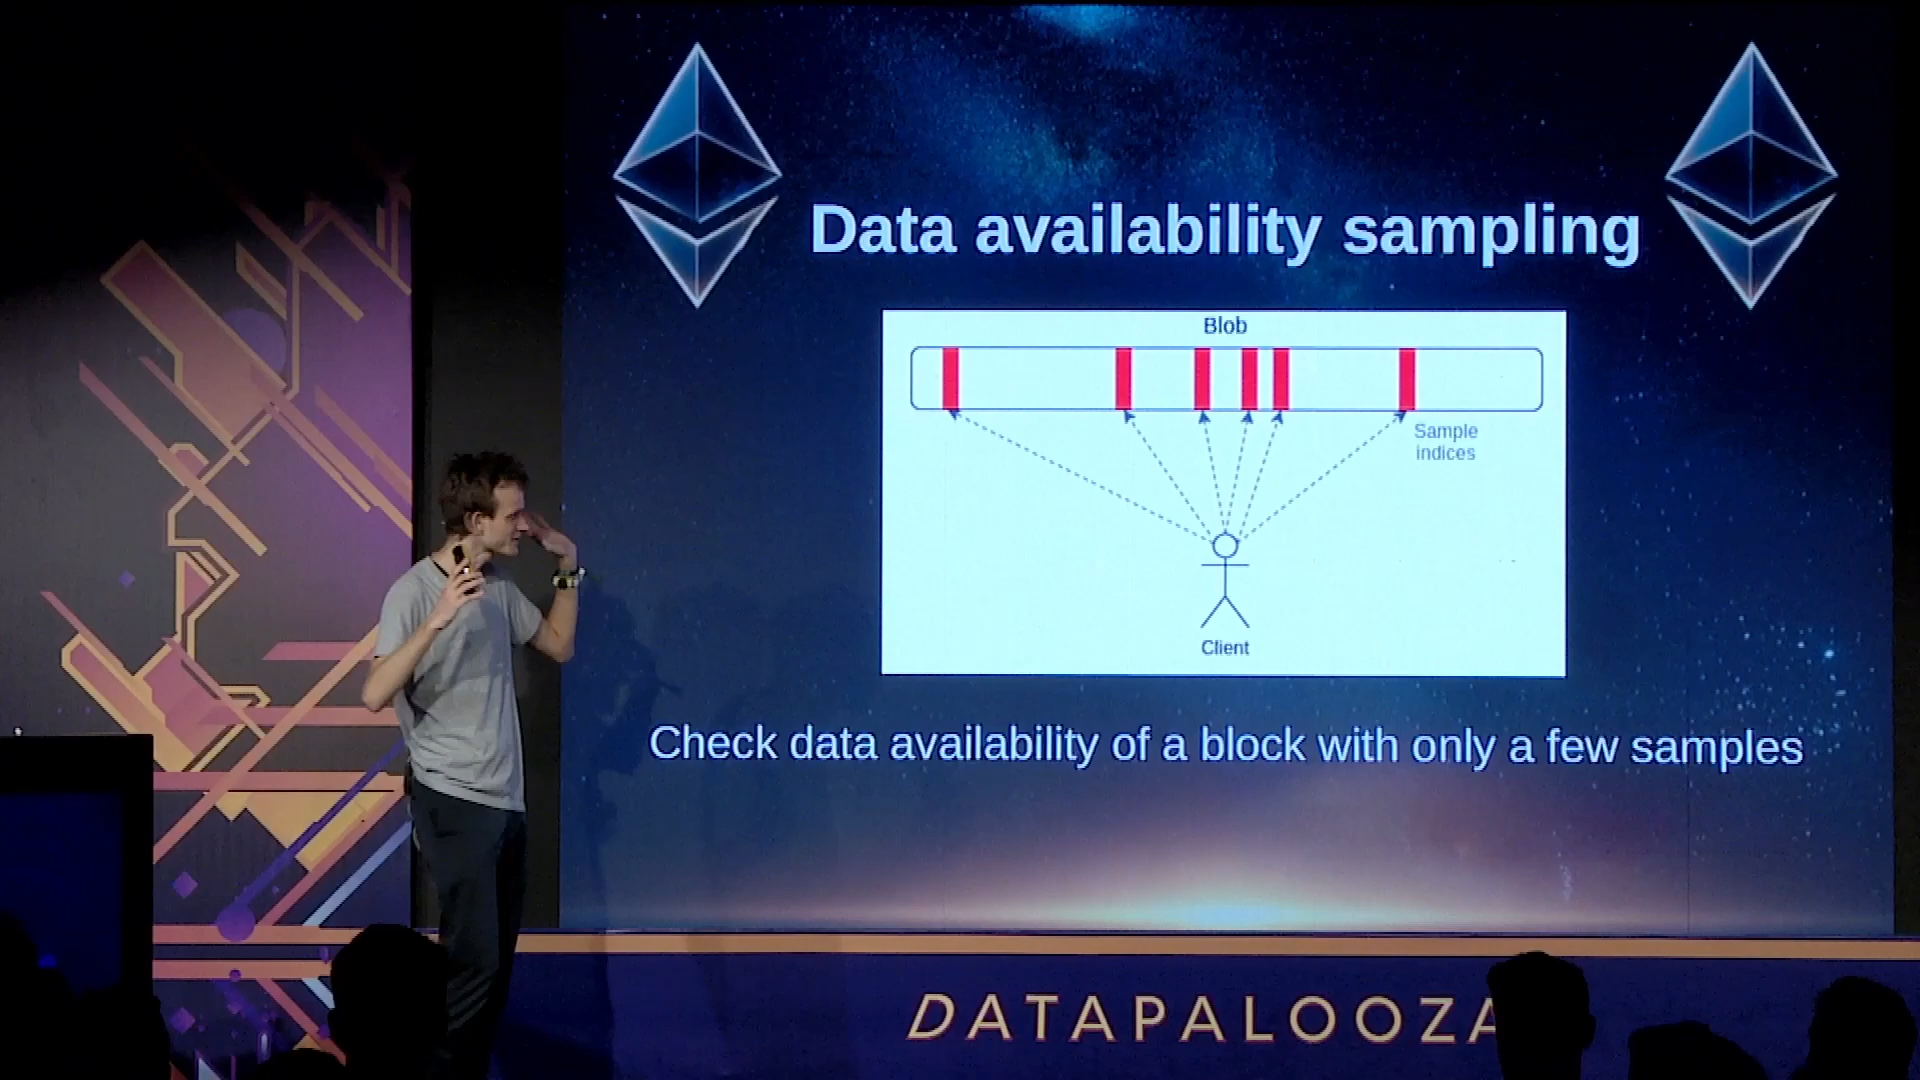 Data availability sampling
Blob
Sample
indices
Client
Check data availability of a block with only a few samples
DATAPALOOZA